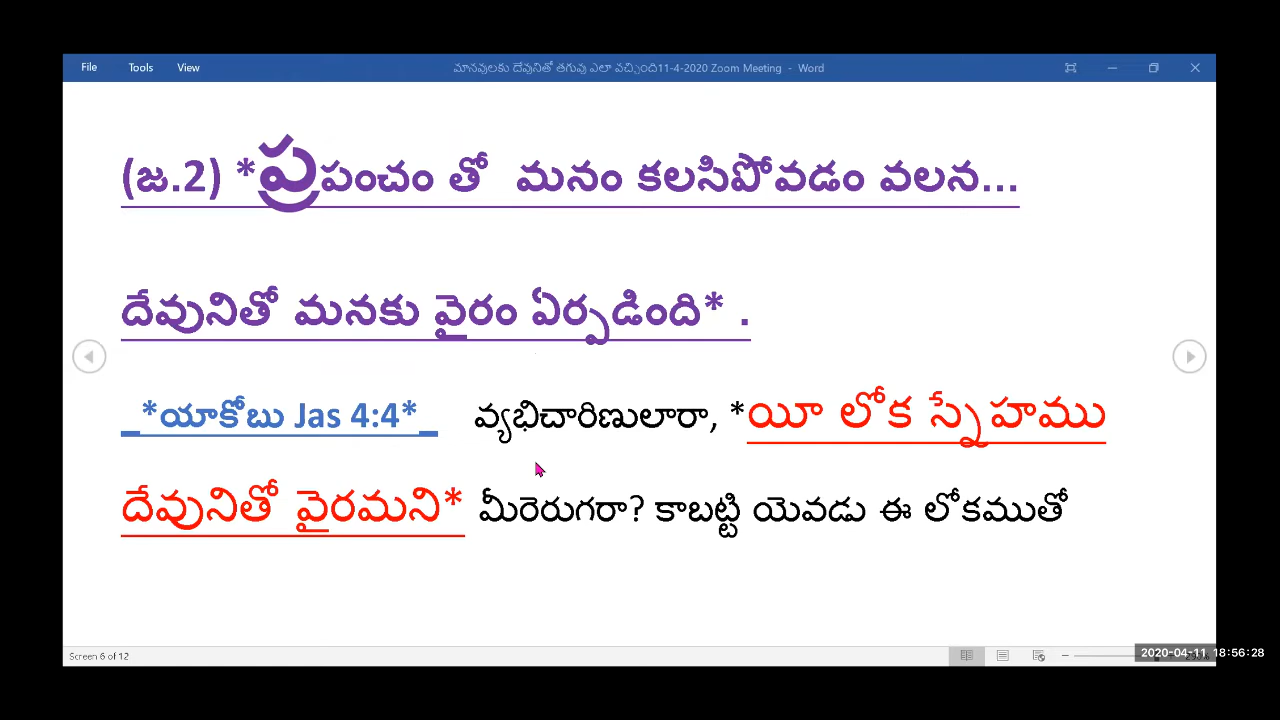 File Tools View మానవులకు దేవునితో తగువు ఎలా వచ్చింది11-4-2020 Zoom Meeting - Word
(జ.2) *ప్రపంచం తో మనం కలసిపోవడం వలన...
దేవునితో మనకు వైరం ఏర్పడింది* .
_*యాకోబు Jas 4:4*_ వ్యభిచారిణులారా, *యీ లోక స్నేహము
దేవునితో వైరమని* మీరెరుగరా? కాబట్టి యెవడు ఈ లోకముతో
Screen 6 of 12
2020-04-11 18:56:28